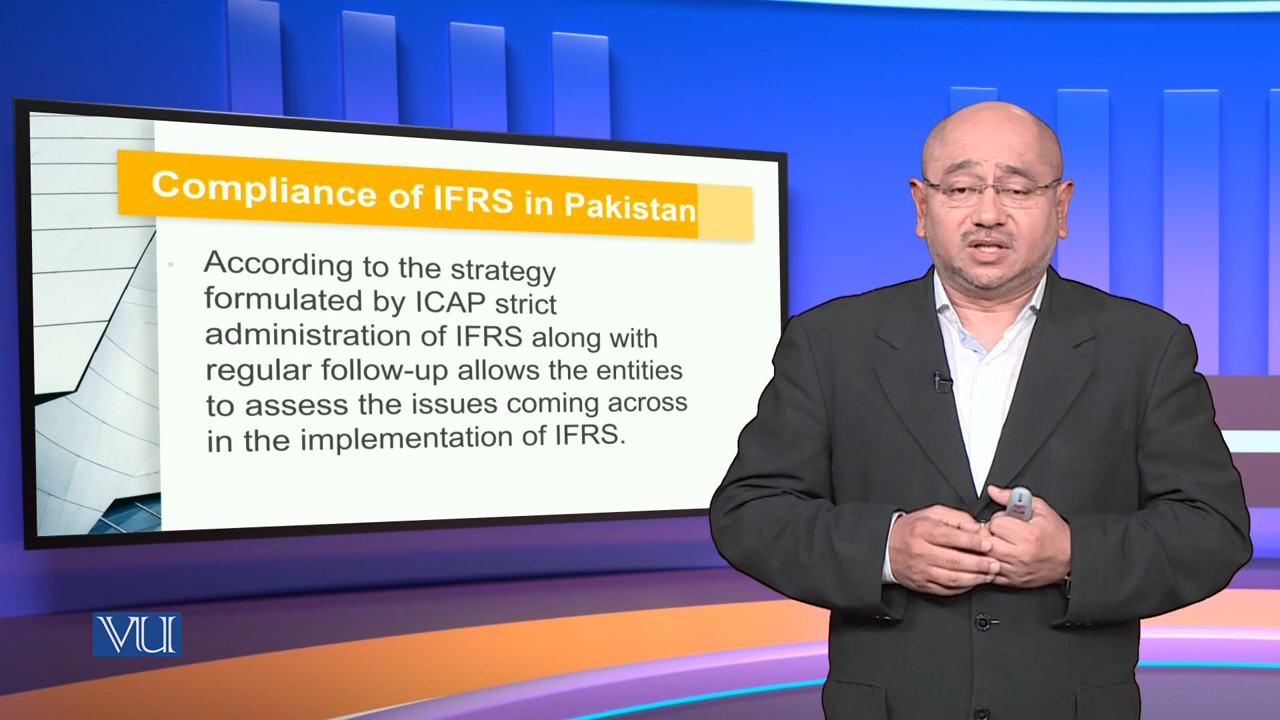 Compliance of IFRS in Pakistan
According to the strategy
formulated by ICAP strict
administration of IFRS along with
regular follow-up allows the entities
to assess the issues coming across
in the implementation of IFRS.
VU